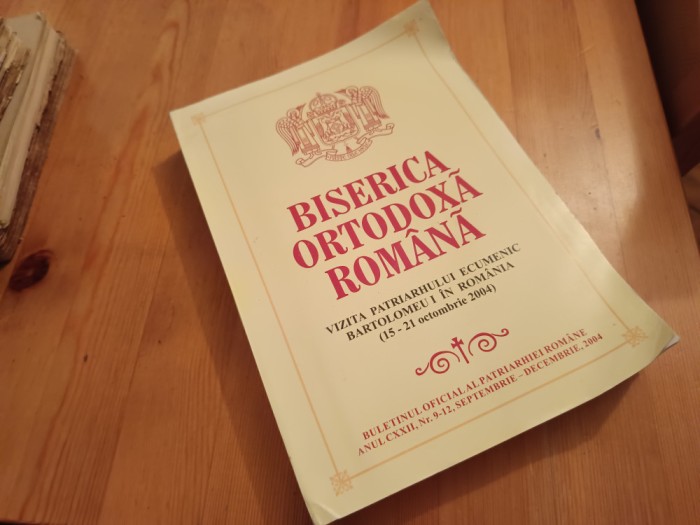 BISERICA
ORTODOXĂ
ROMÂNĂ
VIZITA PATRIARHULUI ECUMENIC
BARTOLOMEU I ÎN ROMÂNIA
(15 - 21 octombrie 2004)
BULETINUL OFICIAL AL PATRIARHIEI ROMÂNE
ANUL CXXII, Nr. 9-12, SEPTEMBRIE – DECEMBRIE, 2004